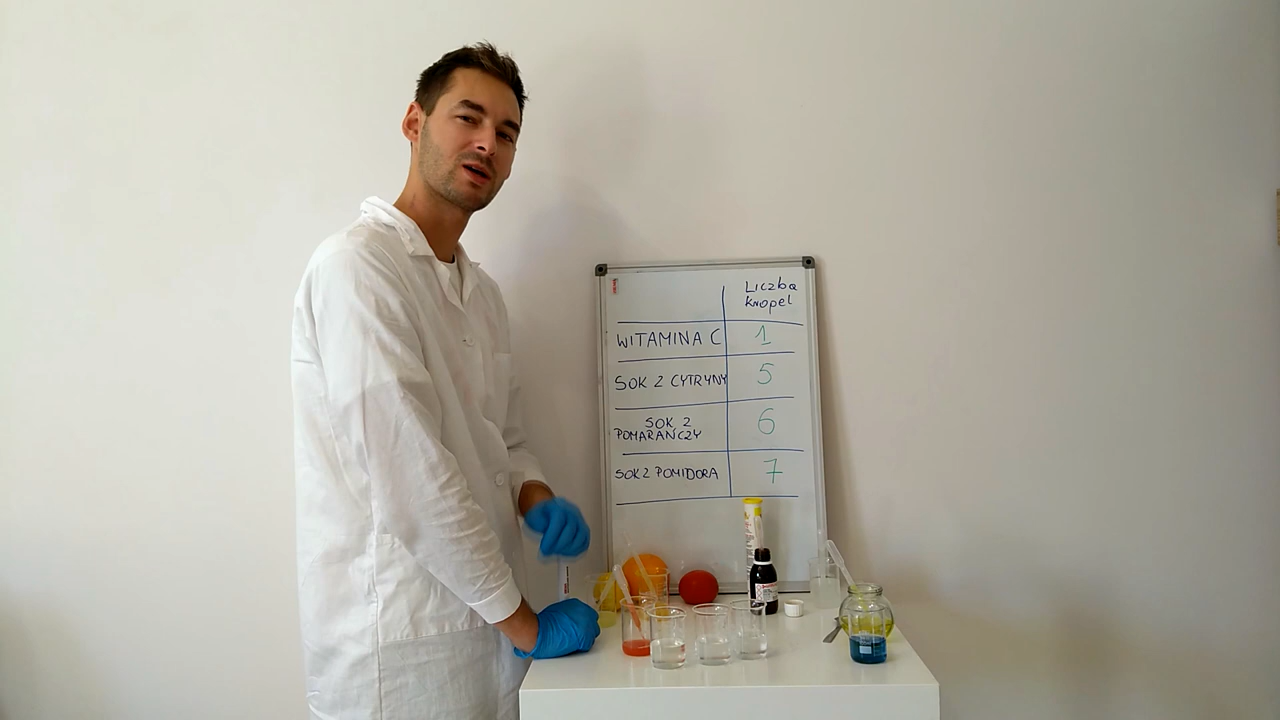 Liczba
kropel
WITAMINA C 1
SOK Z CYTRYNY 5
SOK Z
POMARAŃCZY 6
SOK Z POMIDORA 7